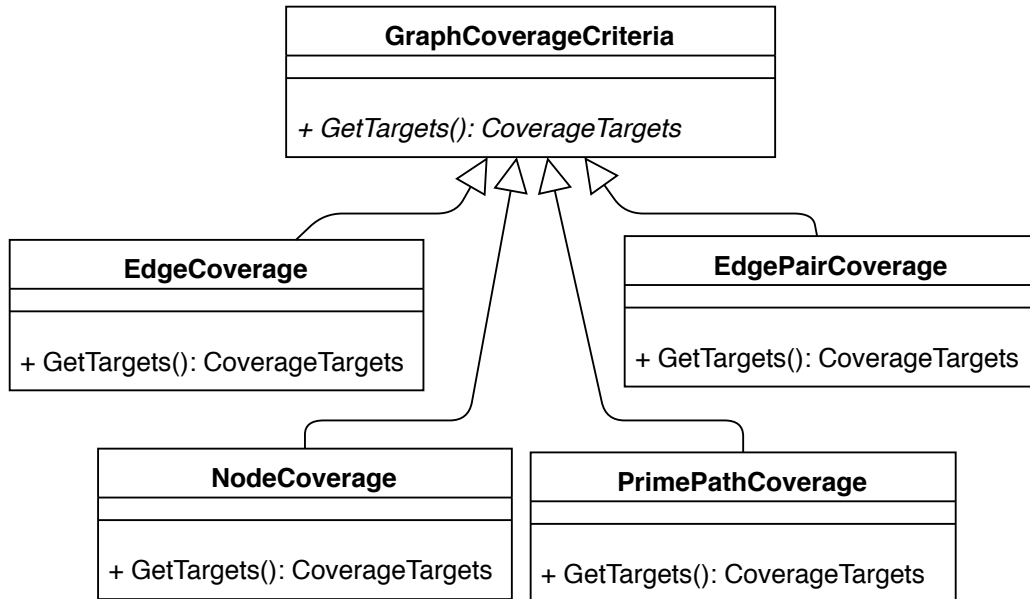 GraphCoverageCriteria
+ GetTargets(): CoverageTargets
EdgeCoverage
+ GetTargets(): CoverageTargets
EdgePairCoverage
+ GetTargets(): CoverageTargets
NodeCoverage
+ GetTargets(): CoverageTargets
PrimePathCoverage
+ GetTargets(): CoverageTargets